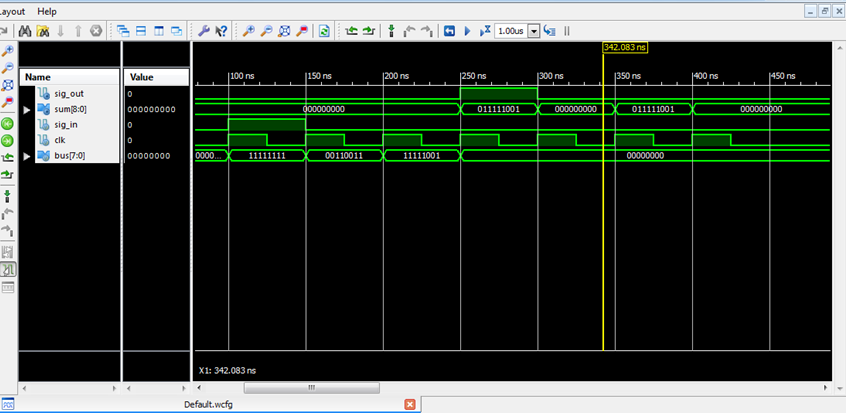 Layout Help
1.00us
342.083 ns
Name Value
100 ns 150 ns 200 ns 250 ns 300 ns 350 ns 400 ns 450 ns
sig_out 0
sum[8:0] 000000000 000000000 011111001 000000000 011111001 000000000
sig_in 0
clk 0
bus[7:0] 00000000 0000... 11111111 00110011 11111001 00000000
X1: 342.083 ns
Default.wcfg